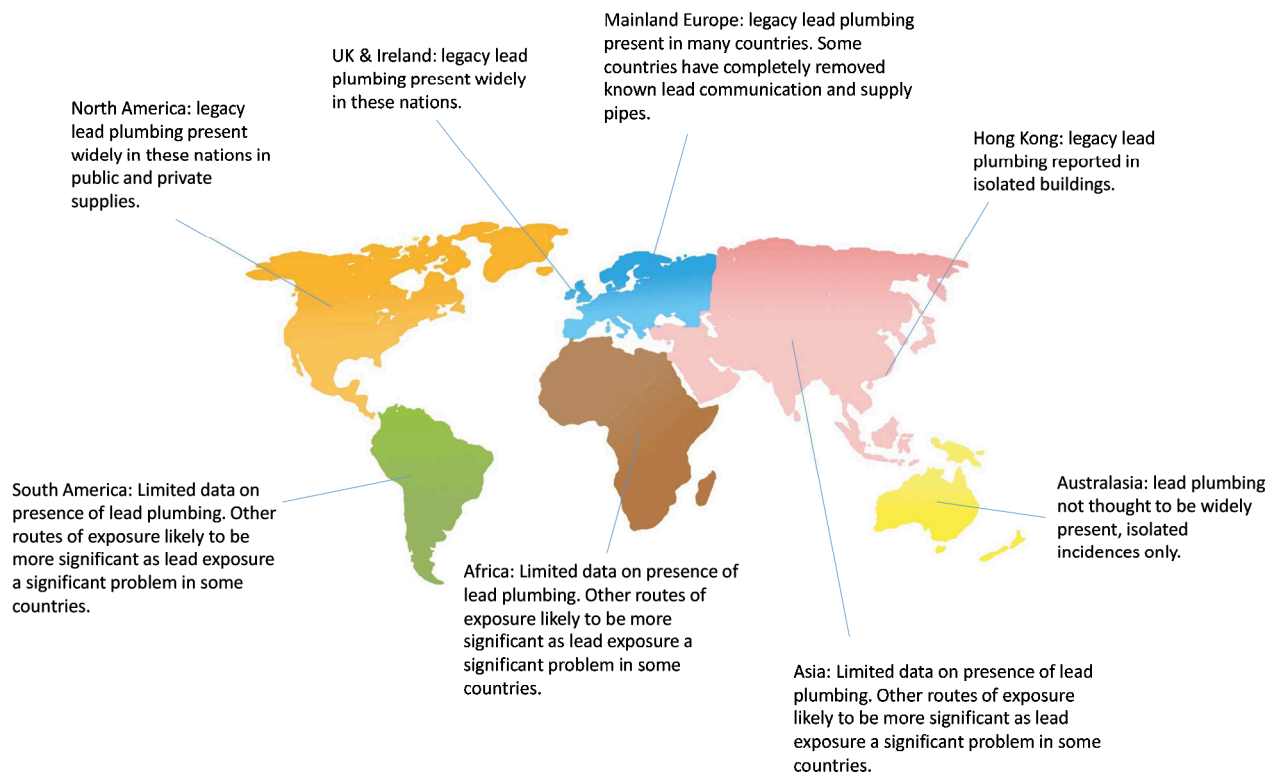 Mainland Europe: legacy lead plumbing
present in many countries. Some
countries have completely removed
known lead communication and supply
pipes.
UK & Ireland: legacy lead
plumbing present widely
in these nations.
North America: legacy
lead plumbing present
widely in these nations in
public and private
supplies.
Hong Kong: legacy lead
plumbing reported in
isolated buildings.
South America: Limited data on
presence of lead plumbing. Other
routes of exposure likely to be
more significant as lead exposure
a significant problem in some
countries.
Africa: Limited data on presence of
lead plumbing. Other routes of
exposure likely to be more
significant as lead exposure a
significant problem in some
countries.
Australasia: lead plumbing
not thought to be widely
present, isolated
incidences only.
Asia: Limited data on presence of lead
plumbing. Other routes of exposure
likely to be more significant as lead
exposure a significant problem in some
countries.